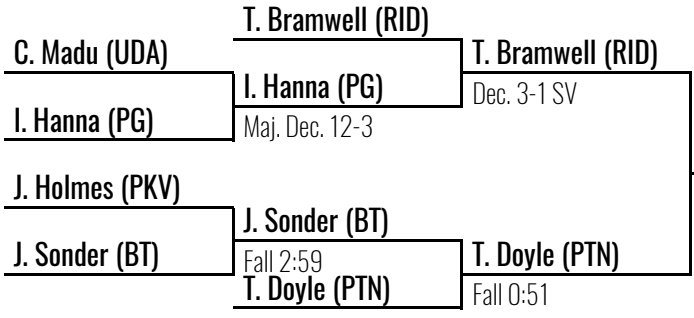 T. Bramwell (RID)
C. Madu (UDA)
T. Bramwell (RID)
I. Hanna (PG)
Dec. 3-1 SV
I. Hanna (PG)
Maj. Dec. 12-3
J. Holmes (PKV)
J. Sonder (BT)
J. Sonder (BT)
Fall 2:59
T. Doyle (PTN)
T. Doyle (PTN)
Fall 0:51